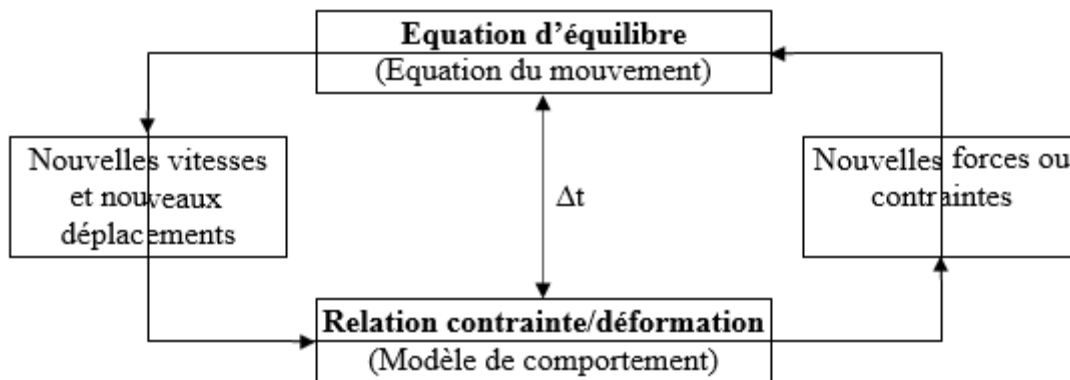 Equation d'équilibre
(Equation du mouvement)
Nouvelles vitesses
et nouveaux
déplacements
Δt
Nouvelles forces ou
contraintes
Relation contrainte/déformation
(Modèle de comportement)